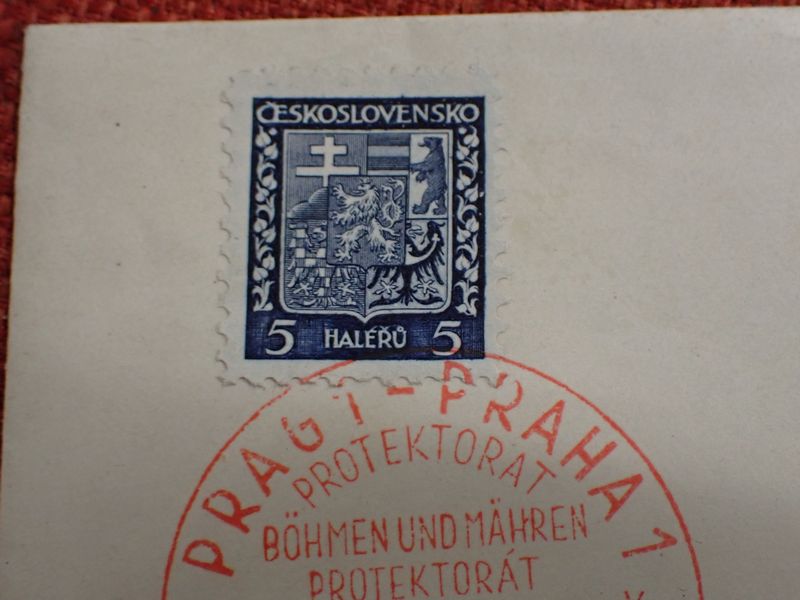 ČESKOSLOVENSKO
5 HALÉŘŮ 5
PRAG 1 - PRAHA 1
PROTEKTORAT
BÖHMEN UND MÄHREN
PROTEKTORÁT